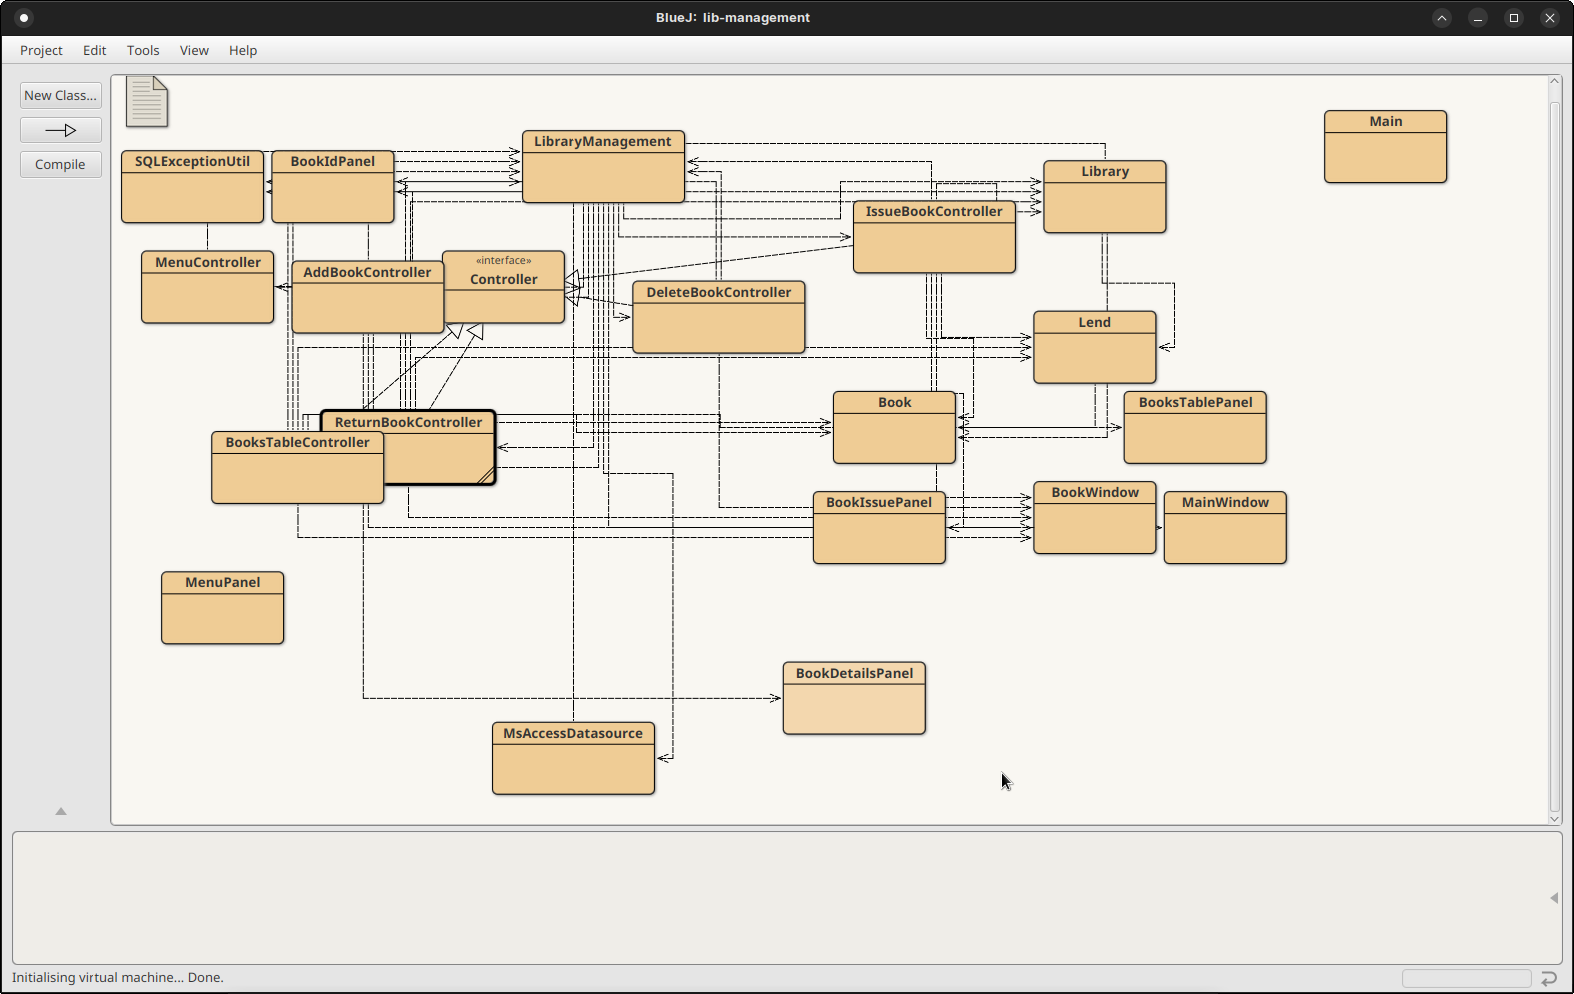 BlueJ: lib-management
Project Edit Tools View Help
New Class...
Compile
Main
LibraryManagement
SQLExceptionUtil
BookIdPanel
Library
IssueBookController
MenuController
AddBookController
«interface»
Controller
DeleteBookController
Lend
Book
BooksTablePanel
ReturnBookController
BooksTableController
BookIssuePanel
BookWindow
MainWindow
MenuPanel
BookDetailsPanel
MsAccessDatasource
Initialising virtual machine... Done.